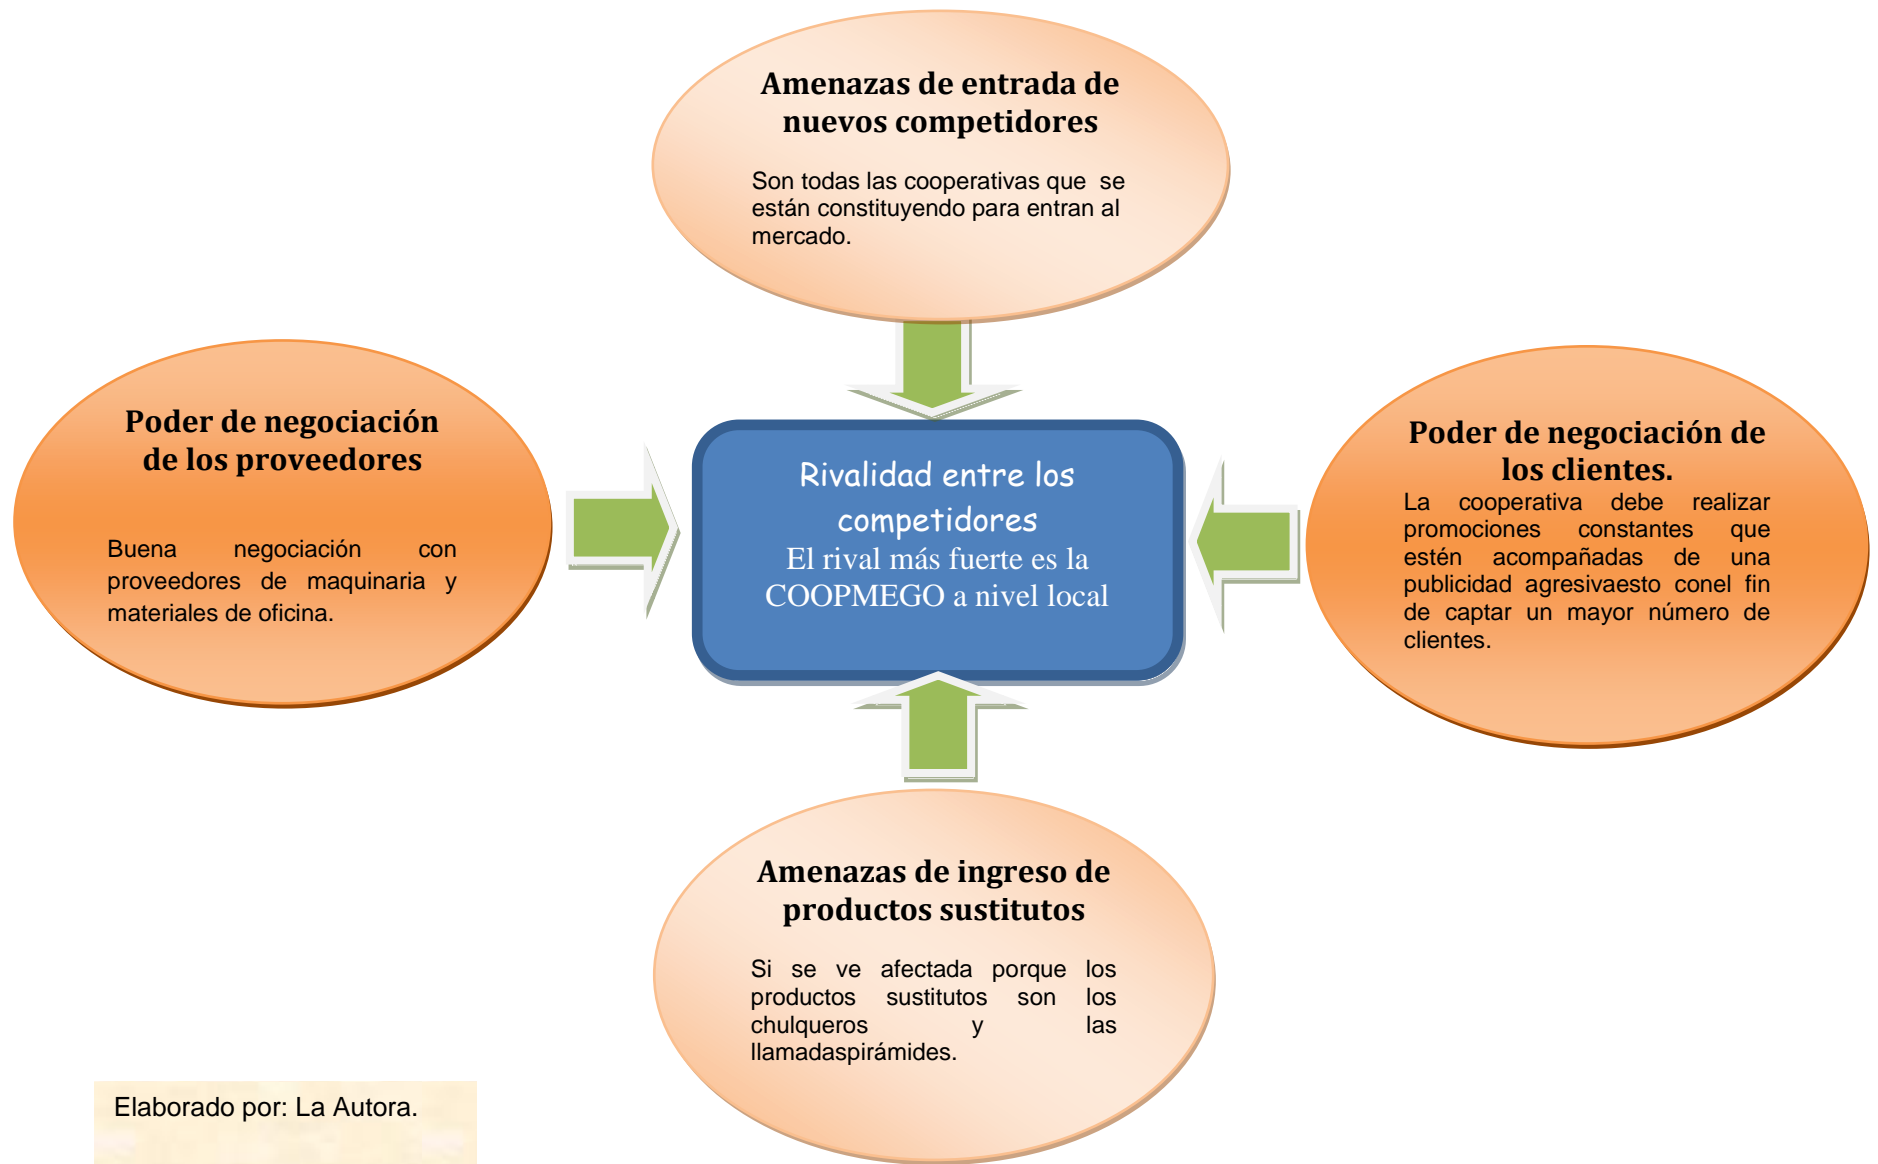 Amenazas de entrada de
nuevos competidores
Son todas las cooperativas que se
están constituyendo para entran al
mercado.
Poder de negociación
de los proveedores
Buena negociación con
proveedores de maquinaria y
materiales de oficina.
Rivalidad entre los
competidores
El rival más fuerte es la
COOPMEGO a nivel local
Poder de negociación de
los clientes.
La cooperativa debe realizar
promociones constantes que
estén acompañadas de una
publicidad agresivaesto conel fin
de captar un mayor número de
clientes.
Amenazas de ingreso de
productos sustitutos
Si se ve afectada porque los
productos sustitutos son los
chulqueros y las
llamadaspirámides.
Elaborado por: La Autora.